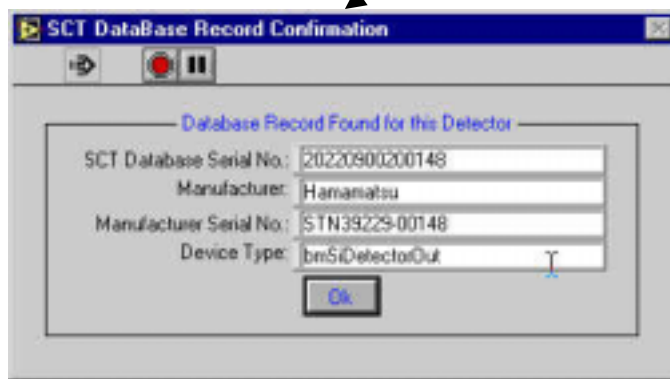 SCT DataBase Record Confirmation
Database Record Found for this Detector
SCT Database Serial No.: 20220900200148
Manufacturer: Hamamatsu
Manufacturer Serial No.: STN39229-00148
Device Type: bmSiDetectorOut
Ok